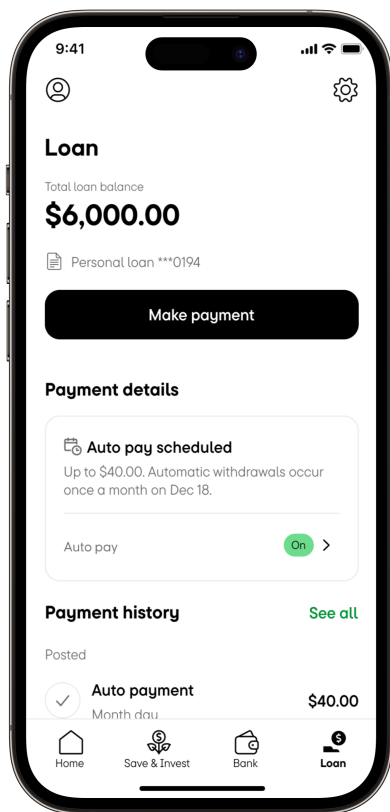 9:41
Loan
Total loan balance
$6,000.00
Personal loan ***0194
Make payment
Payment details
Auto pay scheduled
Up to $40.00. Automatic withdrawals occur
once a month on Dec 18.
Auto pay
On
Payment history
See all
Posted
Auto payment
$40.00
Month day
Home
Save & Invest
Bank
Loan